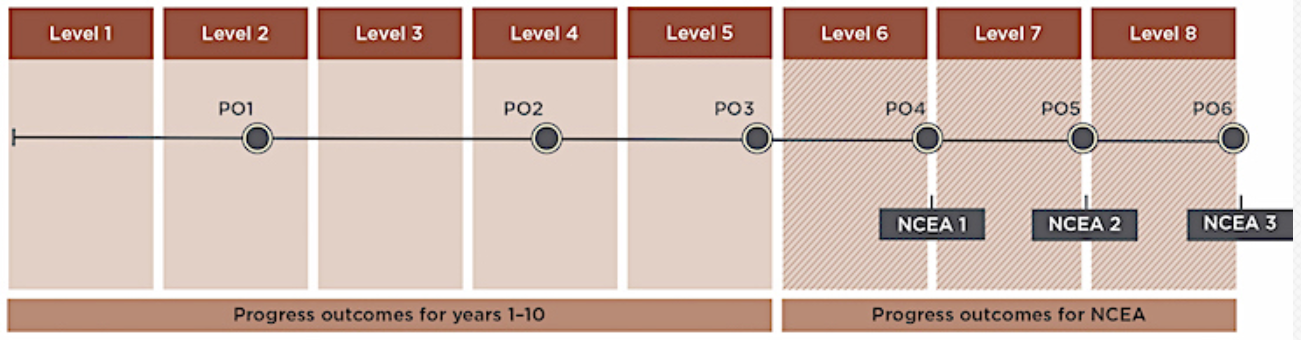 Level 1 Level 2 Level 3 Level 4 Level 5 Level 6 Level 7 Level 8
PO1 PO2 PO3 PO4 PO5 PO6
NCEA 1 NCEA 2 NCEA 3
Progress outcomes for years 1–10 Progress outcomes for NCEA